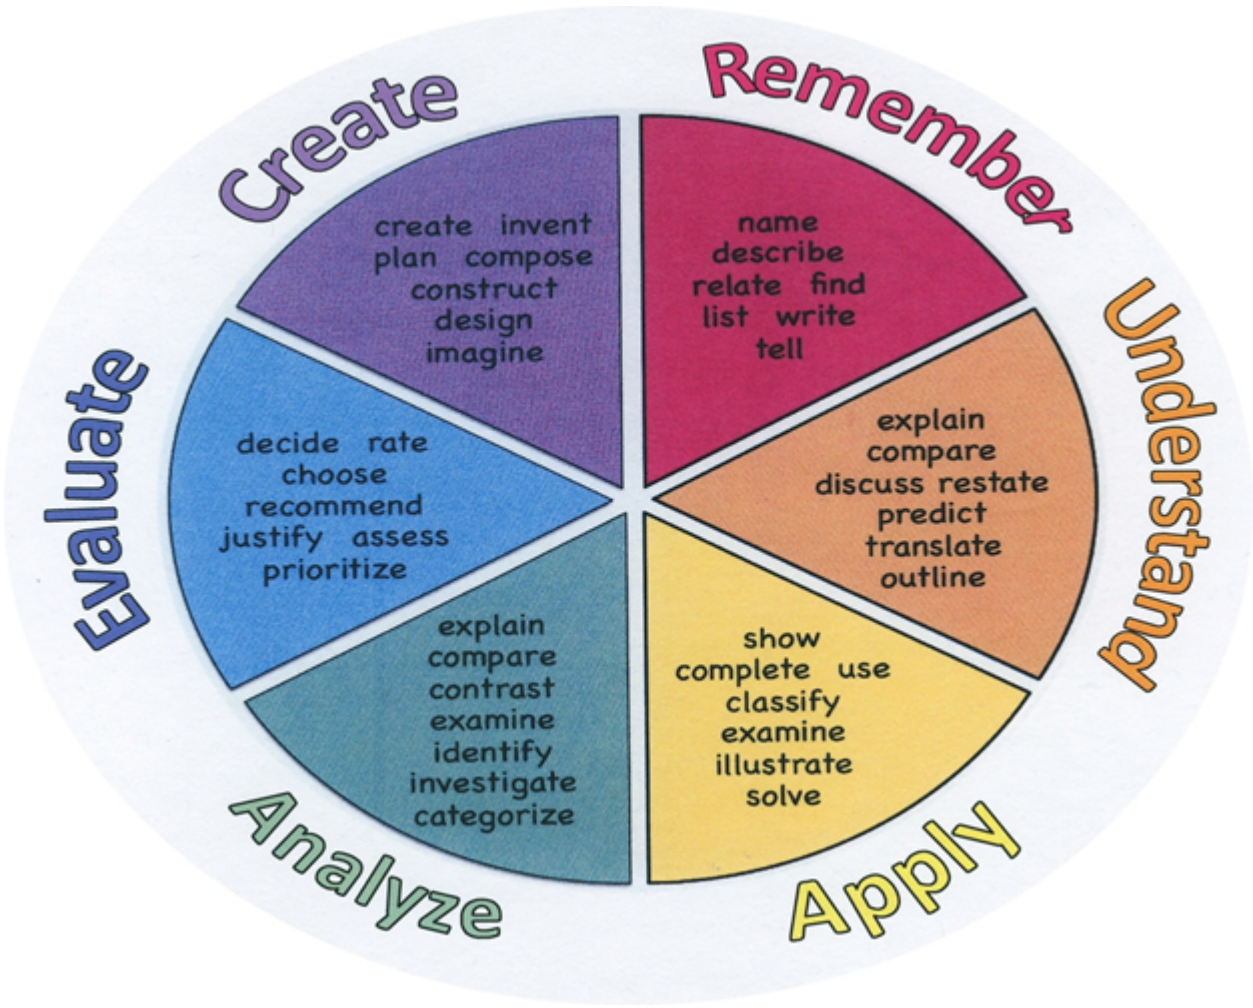 Remember
name
describe
relate find
list write
tell
Understand
explain
compare
discuss restate
predict
translate
outline
Apply
show
complete use
classify
examine
illustrate
solve
Analyze
explain
compare
contrast
examine
identify
investigate
categorize
Evaluate
decide rate
choose
recommend
justify assess
prioritize
Create
create invent
plan compose
construct
design
imagine